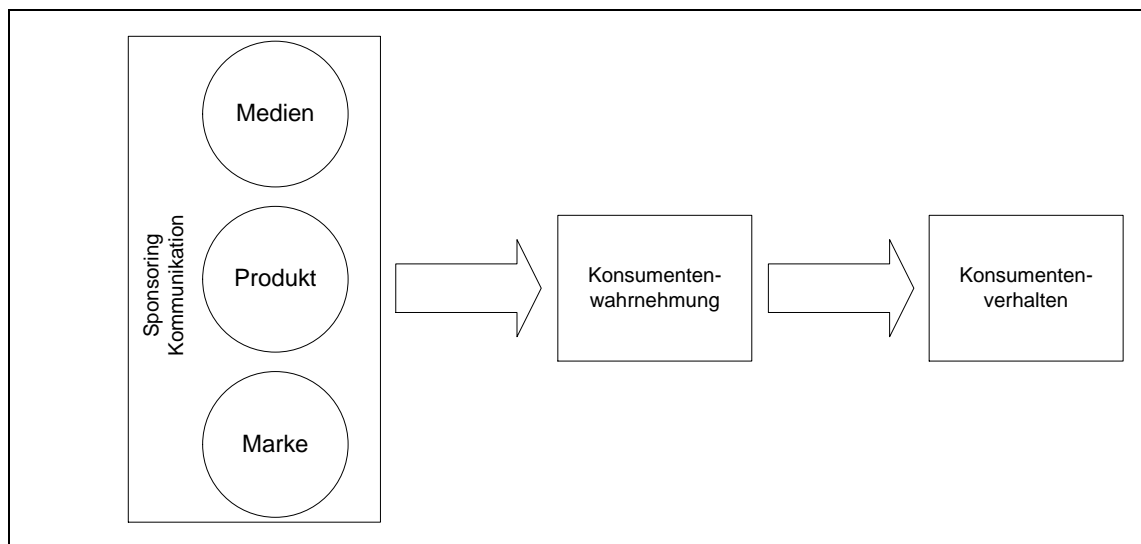 Sponsoring
Kommunikation
Medien
Produkt
Marke
Konsumenten-
wahrnehmung
Konsumenten-
verhalten